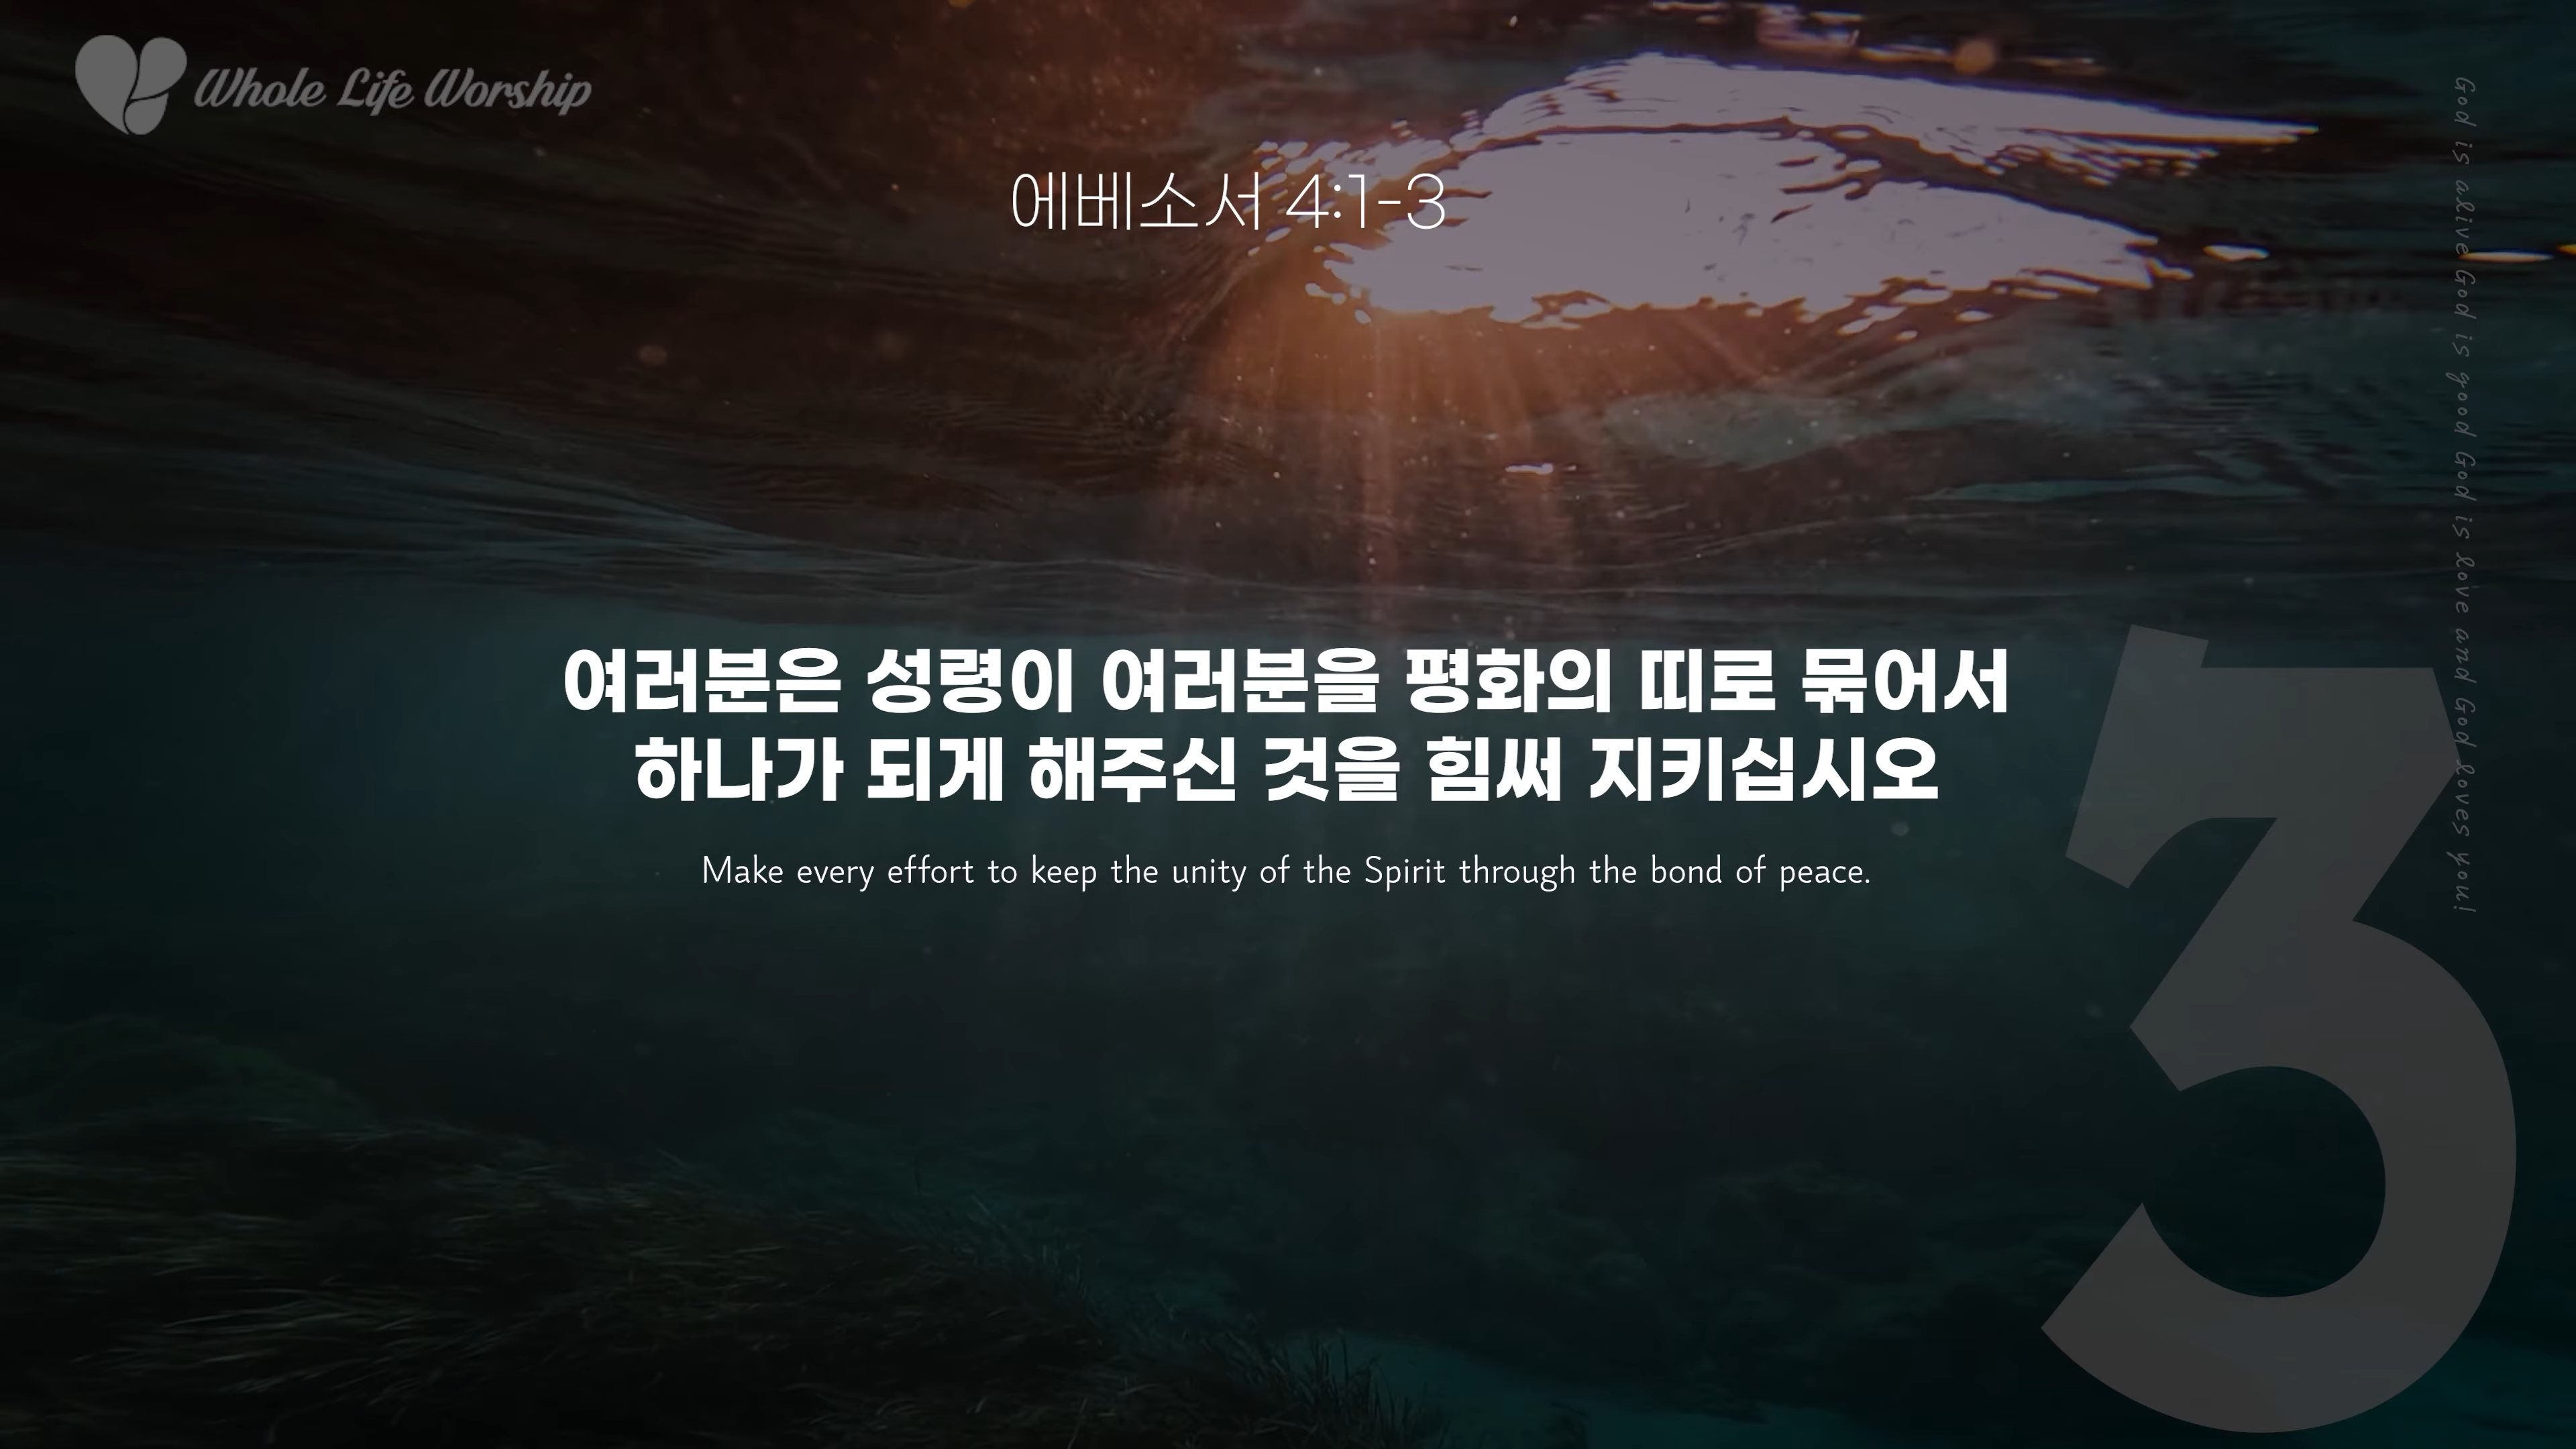 Whole Life Worship
에베소서 4:1-3
여러분은 성령이 여러분을 평화의 띠로 묶어서
하나가 되게 해주신 것을 힘써 지키십시오
Make every effort to keep the unity of the Spirit through the bond of peace.
3
God is alive God is good God is love and God loves you!